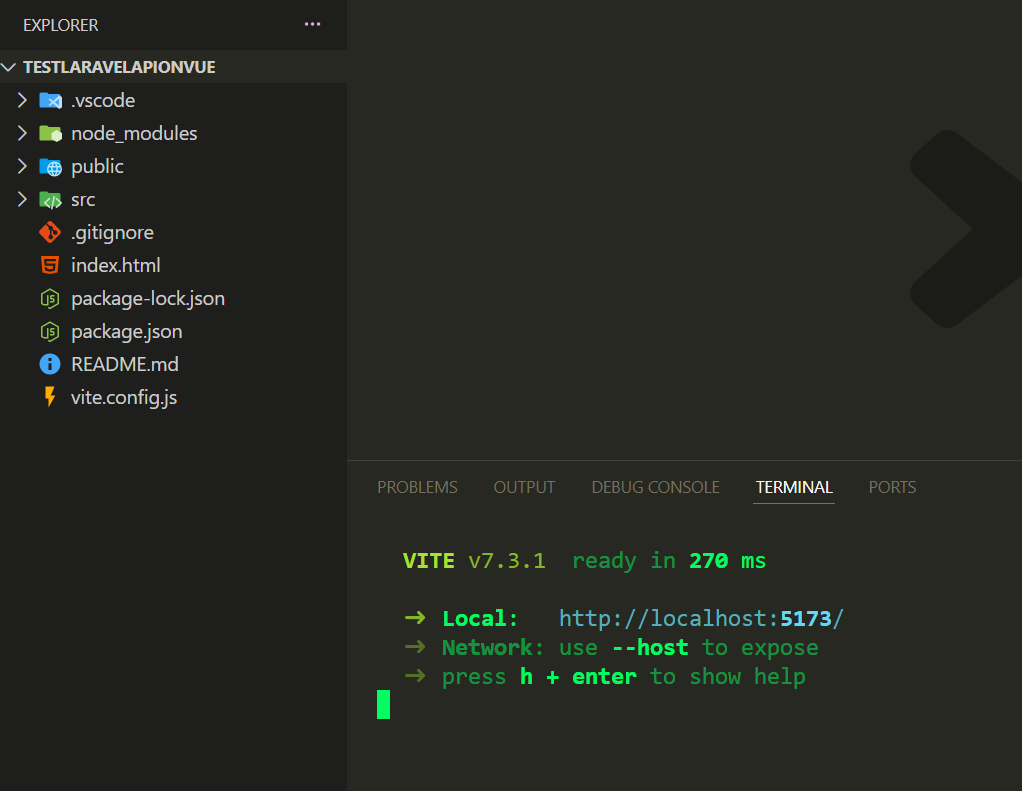 EXPLORER ...
TESTLARAVELAPIONVUE
.vscode
node_modules
public
src
.gitignore
index.html
package-lock.json
package.json
README.md
vite.config.js
PROBLEMS OUTPUT DEBUG CONSOLE TERMINAL PORTS
VITE v7.3.1 ready in 270 ms
➜ Local: http://localhost:5173/
➜ Network: use --host to expose
➜ press h + enter to show help